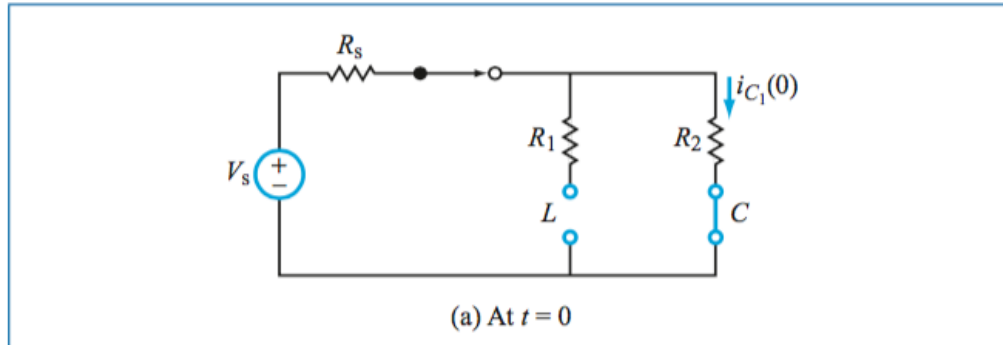 Rs
iC1(0)
R1
R2
Vs
+
−
L
C
(a) At t = 0